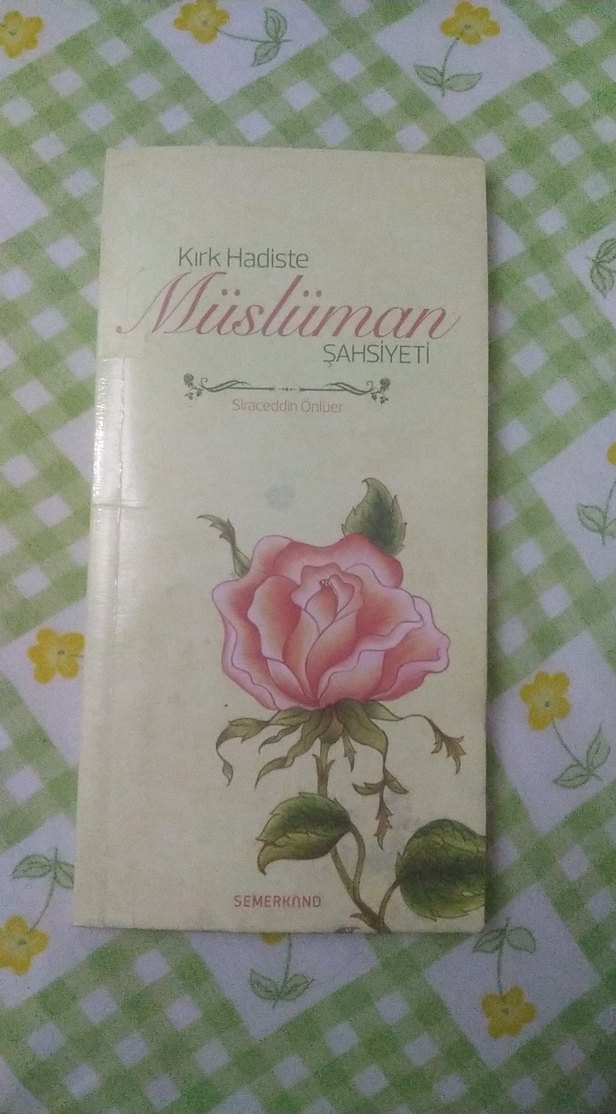 Kırk Hadiste
Müslüman
ŞAHSİYETİ
Siraceddin Önlüer
SEMERKAND